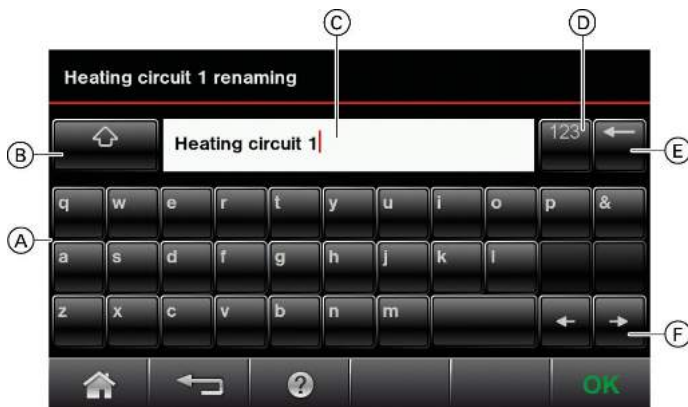 C D
Heating circuit 1 renaming
B Heating circuit 1 123 E
q w e r t y u i o p &
A
a s d f g h j k l
z x c v b n m
F
? OK